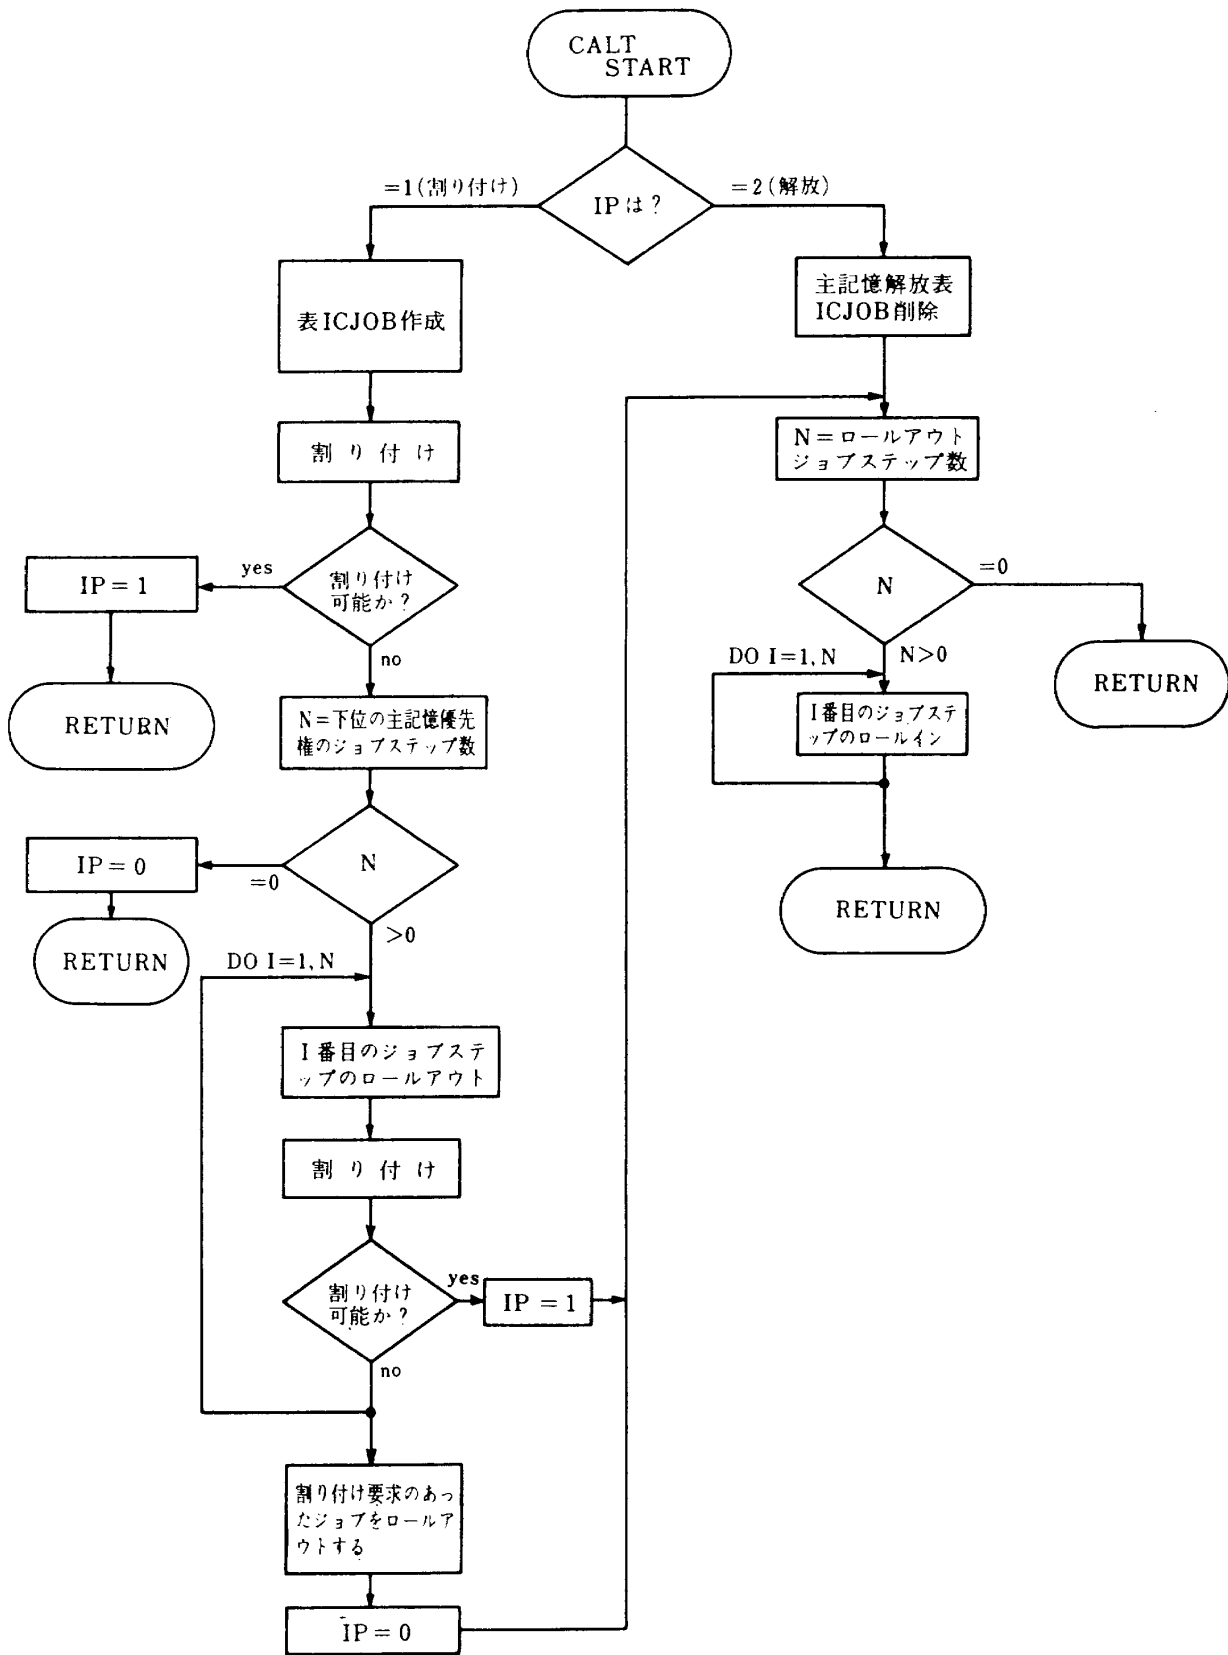 CALT
START
IPは?
=1(割り付け)
=2(解放)
表ICJOB作成
割り付け
割り付け
可能か?
yes
IP=1
RETURN
no
N=下位の主記憶優先
権のジョブステップ数
N
=0
IP=0
RETURN
>0
DO I=1,N
I番目のジョブステ
ップのロールアウト
割り付け
割り付け
可能か?
yes
IP=1
no
割り付け要求のあっ
たジョブをロールア
ウトする
IP=0
主記憶解放表
ICJOB削除
N=ロールアウト
ジョブステップ数
N
=0
RETURN
N>0
DO I=1,N
I番目のジョブステ
ップのロールイン
RETURN